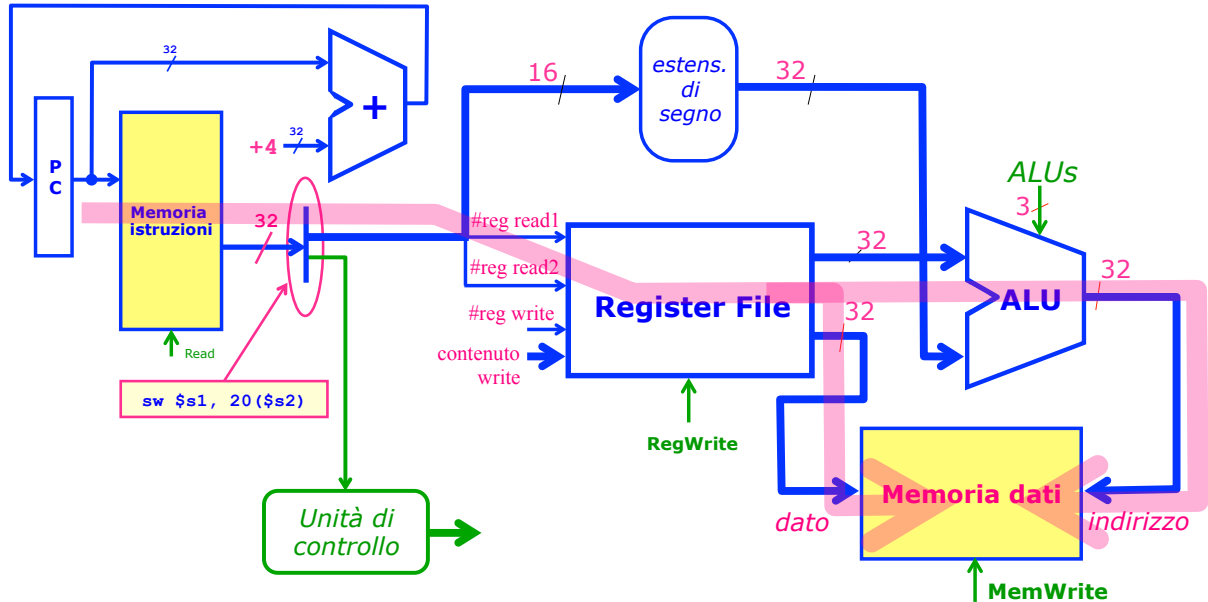 32
+
32
+4
P
C
Memoria
istruzioni
32
Read
sw $s1, 20($s2)
Unità di
controllo
16
estens.
di
segno
32
#reg read1
#reg read2
#reg write
contenuto
write
Register File
32
32
RegWrite
ALUs
3
ALU
32
dato
Memoria dati
indirizzo
MemWrite